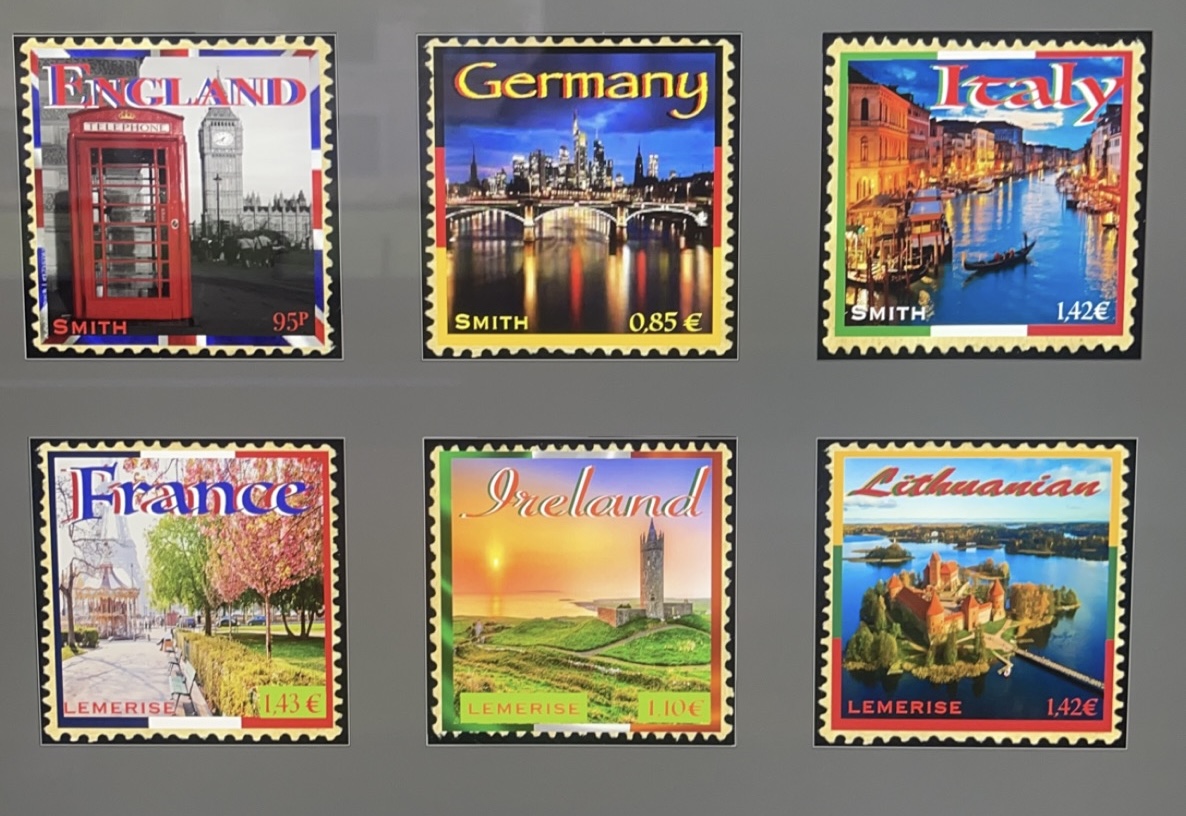 ENGLAND
TELEPHONE
SMITH 95P
Germany
SMITH 0,85 €
Italy
SMITH 1,42€
France
LEMERISE 1,43 €
Ireland
LEMERISE 1.10€
Lithuanian
LEMERISE 1,42€